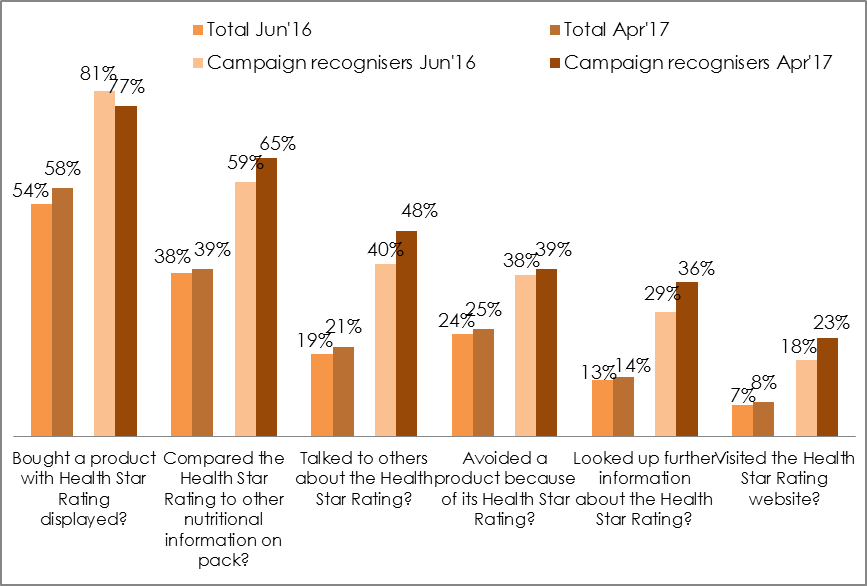 Total Jun'16
Total Apr'17
Campaign recognisers Jun'16
Campaign recognisers Apr'17
54%
58%
81%
77%
38%
39%
59%
65%
19%
21%
40%
48%
24%
25%
38%
39%
13%
14%
29%
36%
7%
8%
18%
23%
Bought a product
with Health Star
Rating
displayed?
Compared the
Health Star
Rating to other
nutritional
information on
pack?
Talked to others
about the Health
Star Rating?
Avoided a
product because
of its Health Star
Rating?
Looked up further
information
about the Health
Star Rating?
Visited the Health
Star Rating
website?